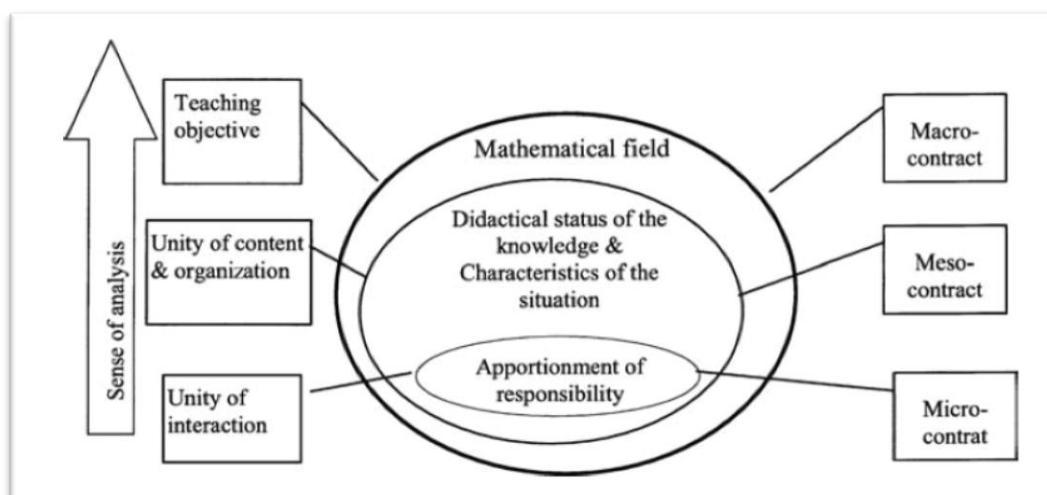 Teaching
objective
Mathematical field
Macro-
contract
Didactical status of the
knowledge &
Characteristics of the
situation
Unity of content
& organization
Meso-
contract
Sense of analysis
Apportionment of
responsibility
Unity of
interaction
Micro-
contrat